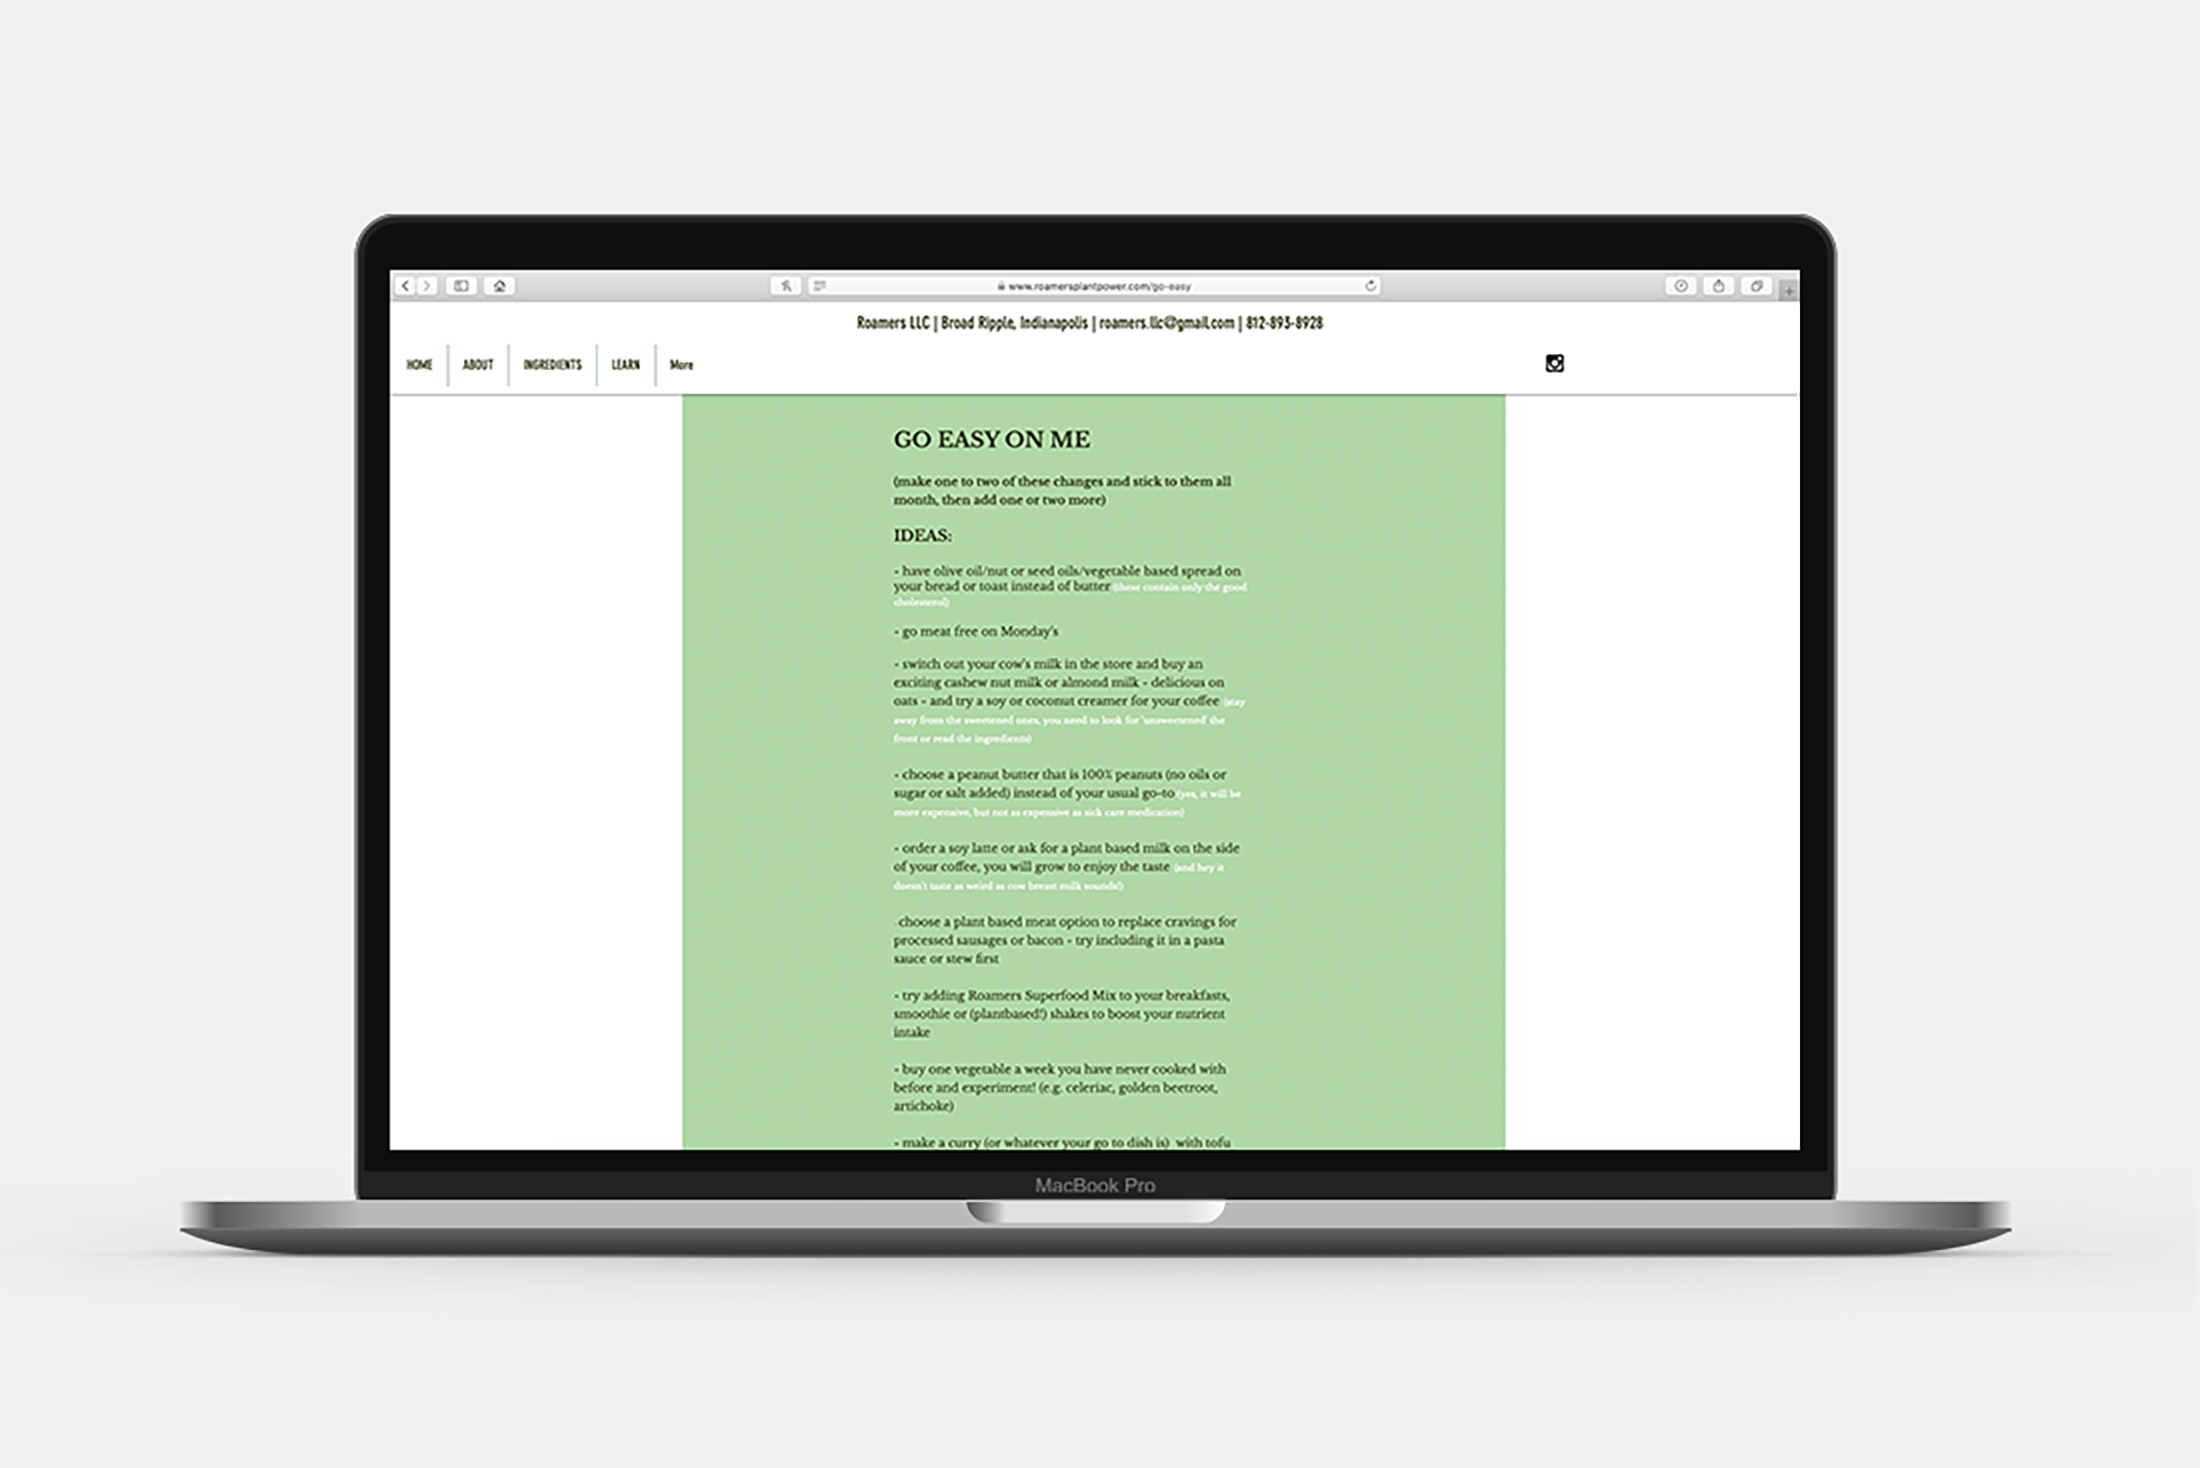 www.roamersplantpower.com/go-easy
Roamers LLC | Broad Ripple, Indianapolis | roamers.llc@gmail.com | 812-893-8928
HOME ABOUT INGREDIENTS LEARN More
GO EASY ON ME
(make one to two of these changes and stick to them all
month, then add one or two more)
IDEAS:
- have olive oil/nut or seed oils/vegetable based spread on
your bread or toast instead of butter (these contain only the good
cholesterol)
- go meat free on Monday's
- switch out your cow's milk in the store and buy an
exciting cashew nut milk or almond milk - delicious on
oats - and try a soy or coconut creamer for your coffee (stay
away from the sweetened ones, you need to look for 'unsweetened' the
front or read the ingredients)
- choose a peanut butter that is 100% peanuts (no oils or
sugar or salt added) instead of your usual go-to (yes, it will be
more expensive, but not as expensive as sick care medication)
- order a soy latte or ask for a plant based milk on the side
of your coffee, you will grow to enjoy the taste (and hey it
doesn't taste as weird as cow breast milk sounds!)
- choose a plant based meat option to replace cravings for
processed sausages or bacon - try including it in a pasta
sauce or stew first
- try adding Roamers Superfood Mix to your breakfasts,
smoothie or (plantbased!) shakes to boost your nutrient
intake
- buy one vegetable a week you have never cooked with
before and experiment! (e.g. celeriac, golden beetroot,
artichoke)
- make a curry (or whatever your go to dish is) with tofu
MacBook Pro